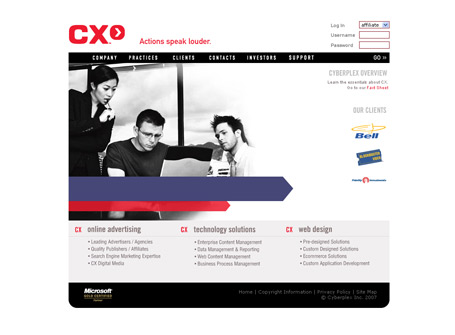 CX
Actions speak louder.
Log In
affiliate
Username
Password
COMPANY PRACTICES CLIENTS CONTACTS INVESTORS SUPPORT GO »
CYBERPLEX OVERVIEW
Learn the essentials about CX.
Go to our Fact Sheet
OUR CLIENTS
Bell
BLOCKBUSTER
VIDEO
Fidelity Investments
CX online advertising
• Leading Advertisers / Agencies
• Quality Publishers / Affiliates
• Search Engine Marketing Expertise
• CX Digital Media
CX technology solutions
• Enterprise Content Management
• Data Management & Reporting
• Web Content Management
• Business Process Management
CX web design
• Pre-designed Solutions
• Custom Designed Solutions
• Ecommerce Solutions
• Custom Application Development
Microsoft
GOLD CERTIFIED
Partner
Home | Copyright Information | Privacy Policy | Site Map
© Cyberplex Inc. 2007